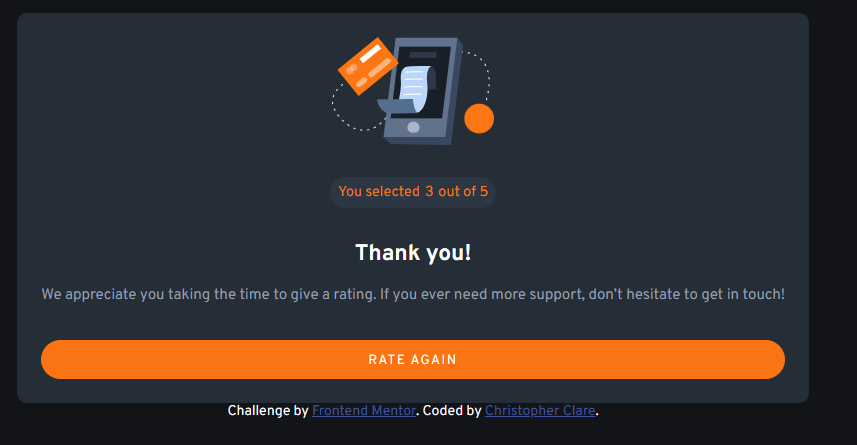 You selected 3 out of 5
Thank you!
We appreciate you taking the time to give a rating. If you ever need more support, don’t hesitate to get in touch!
RATE AGAIN
Challenge by Frontend Mentor. Coded by Christopher Clare.